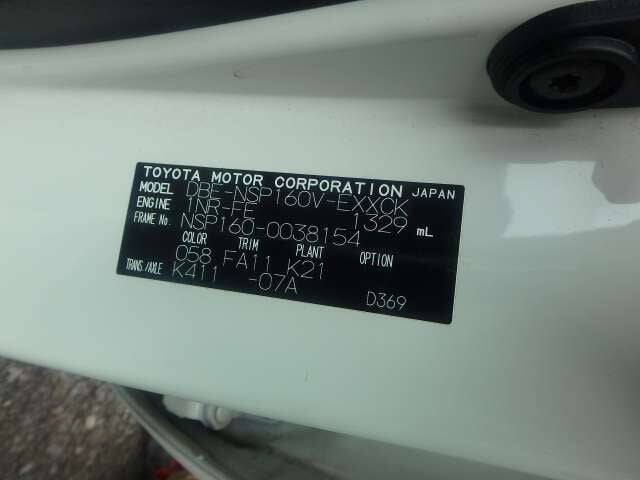 TOYOTA MOTOR CORPORATION JAPAN
MODEL DBE-NSP160V-EXXCK
ENGINE 1NR-FE 1329 mL
FRAME No. NSP160-0038154
COLOR TRIM PLANT OPTION
058 FA11 K21
TRANS./AXLE K411 -07A
D369